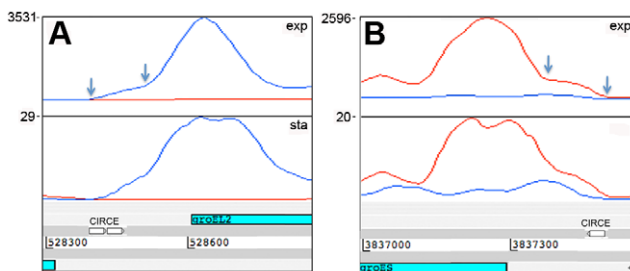 A
3531-
exp
29-
sta
groEL2
CIRCE
528300
528600
B
2596-
exp
20-
CIRCE
3837000
3837300
groES